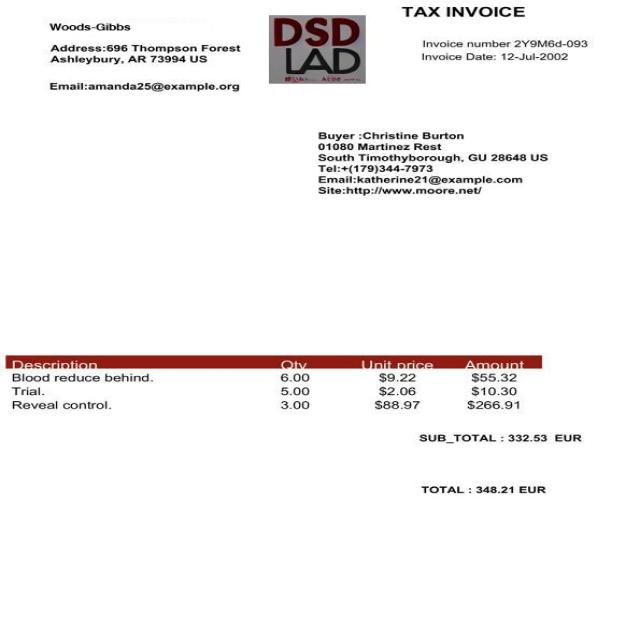 TAX INVOICE
Woods-Gibbs
Address:696 Thompson Forest
Ashleybury, AR 73994 US
Email:amanda25@example.org
DSD
LAD
Invoice number 2Y9M6d-093
Invoice Date: 12-Jul-2002
Buyer :Christine Burton
01080 Martinez Rest
South Timothyborough, GU 28648 US
Tel:+(179)344-7973
Email:katherine21@example.com
Site:http://www.moore.net/
Description Qty Unit price Amount
Blood reduce behind. 6.00 $9.22 $55.32
Trial. 5.00 $2.06 $10.30
Reveal control. 3.00 $88.97 $266.91
SUB_TOTAL : 332.53 EUR
TOTAL : 348.21 EUR